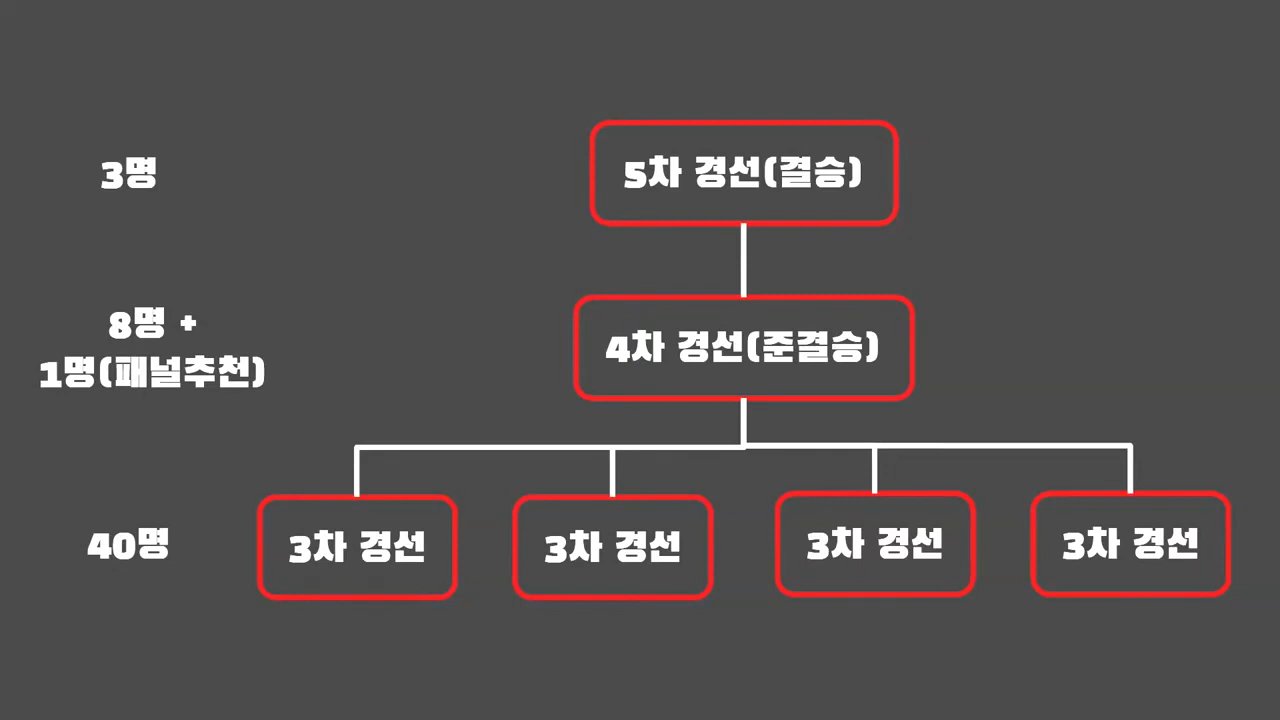 3명
5차 경선(결승)
8명 +
1명(패널추천)
4차 경선(준결승)
40명
3차 경선
3차 경선
3차 경선
3차 경선